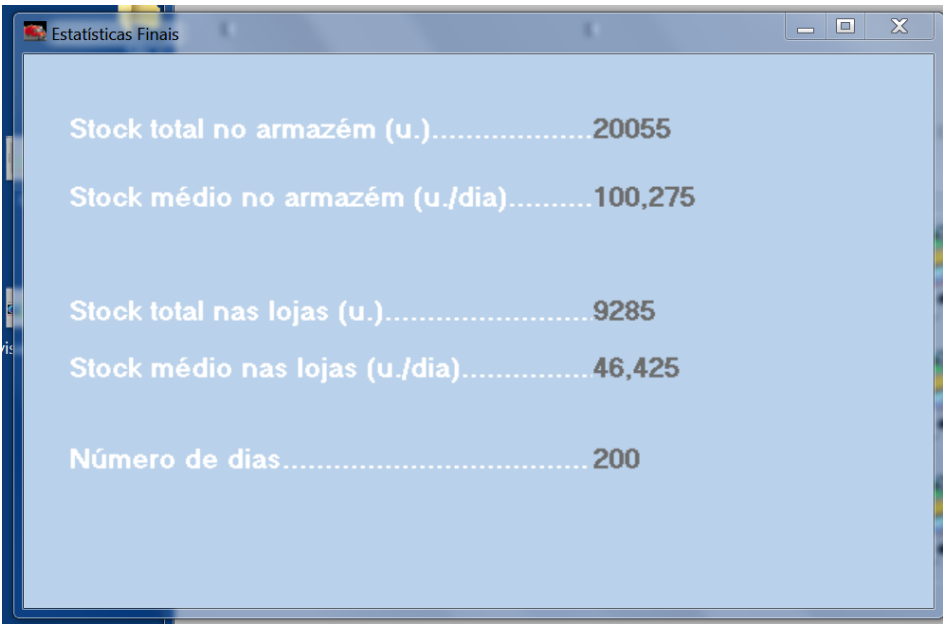 Estatísticas Finais
Stock total no armazém (u.)...................20055
Stock médio no armazém (u./dia)..........100,275
Stock total nas lojas (u.).........................9285
Stock médio nas lojas (u./dia)................46,425
Número de dias.....................................200